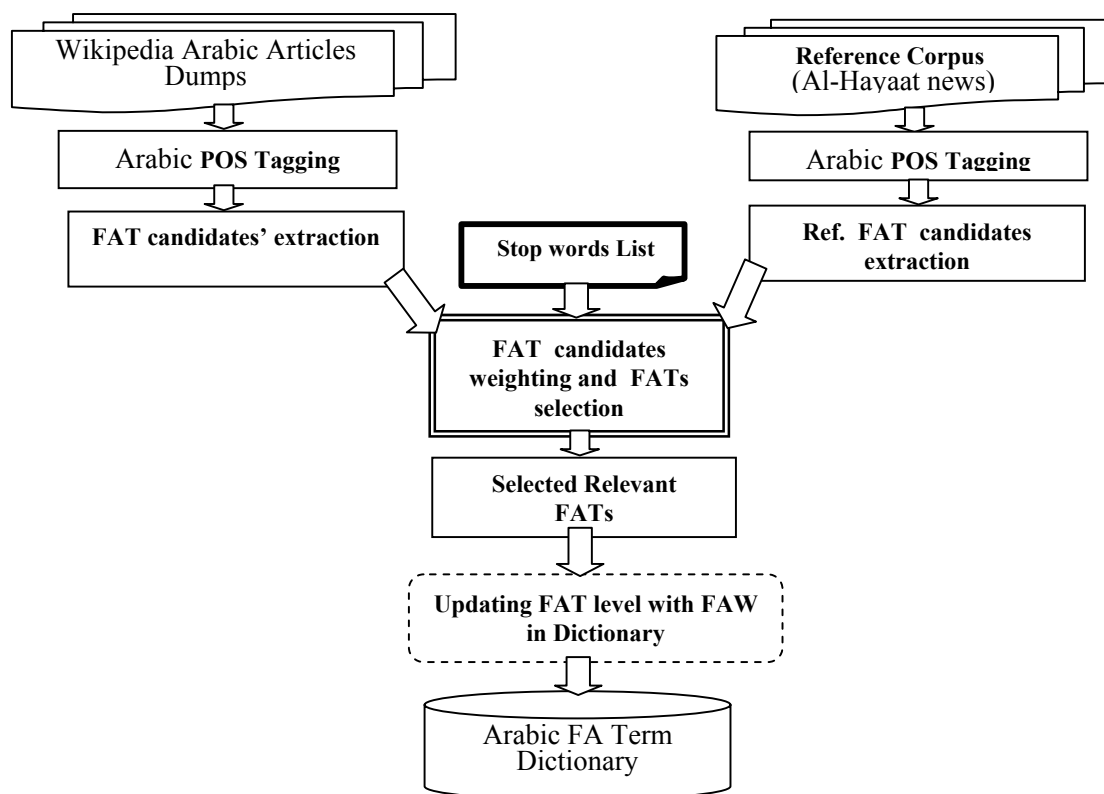 Wikipedia Arabic Articles
Dumps
Reference Corpus
(Al-Hayaat news)
Arabic POS Tagging
Arabic POS Tagging
FAT candidates’ extraction
Stop words List
Ref. FAT candidates
extraction
FAT candidates
weighting and FATs
selection
Selected Relevant
FATs
Updating FAT level with FAW
in Dictionary
Arabic FA Term
Dictionary